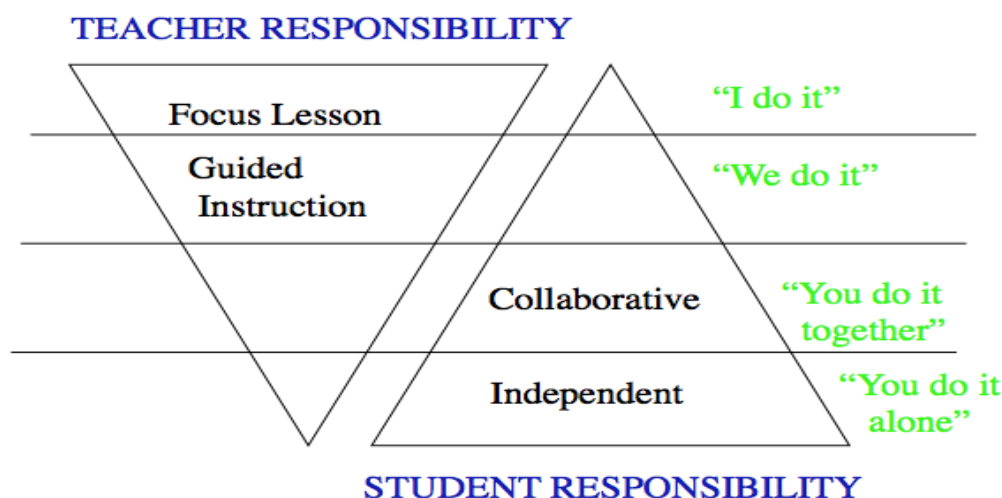 TEACHER RESPONSIBILITY
Focus Lesson
“I do it”
Guided
Instruction
“We do it”
Collaborative
“You do it
together”
Independent
“You do it
alone”
STUDENT RESPONSIBILITY